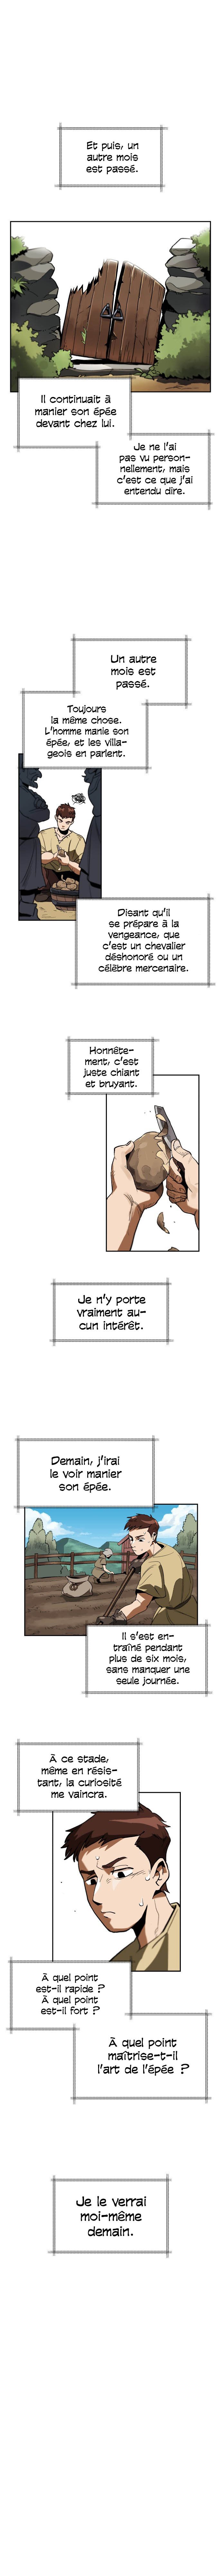 Et puis, un
autre mois
est passé.
Il continuait à
manier son épée
devant chez lui.
Je ne l'ai
pas vu person-
nellement, mais
c'est ce que j'ai
entendu dire.
Un autre
mois est
passé.
Toujours
la même chose.
L'homme manie son
épée, et les villa-
geois en parlent.
Disant qu'il
se prépare à la
vengeance, que
c'est un chevalier
déshonoré ou un
célèbre mercenaire.
Honnête-
ment, c'est
juste chiant
et bruyant.
Je n'y porte
vraiment au-
cun intérêt.
Demain, j'irai
le voir manier
son épée.
Il s'est en-
traîné pendant
plus de six mois,
sans manquer une
seule journée.
À ce stade,
même en résis-
tant, la curiosité
me vaincra.
À quel point
est-il rapide ?
À quel point
est-il fort ?
À quel point
maîtrise-t-il
l'art de l'épée ?
Je le verrai
moi-même
demain.